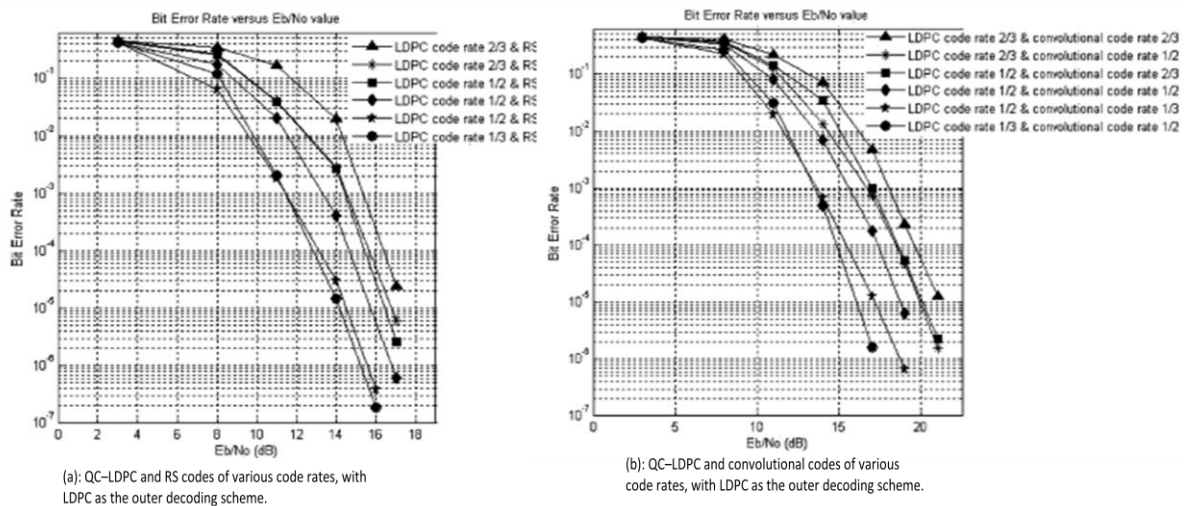 Bit Error Rate versus Eb/No value
LDPC code rate 2/3 & RS
LDPC code rate 2/3 & RS
LDPC code rate 1/2 & RS
LDPC code rate 1/2 & RS
LDPC code rate 1/2 & RS
LDPC code rate 1/3 & RS
10-1
10-2
10-3
10-4
10-5
10-6
10-7
Bit Error Rate
0 2 4 6 8 10 12 14 16 18
Eb/No (dB)
(a): QC–LDPC and RS codes of various code rates, with
LDPC as the outer decoding scheme.
Bit Error Rate versus Eb/No value
LDPC code rate 2/3 & convolutional code rate 2/3
LDPC code rate 2/3 & convolutional code rate 1/2
LDPC code rate 1/2 & convolutional code rate 2/3
LDPC code rate 1/2 & convolutional code rate 1/2
LDPC code rate 1/2 & convolutional code rate 1/3
LDPC code rate 1/3 & convolutional code rate 1/2
10-1
10-2
10-3
10-4
10-5
10-6
10-7
Bit Error Rate
0 5 10 15 20
Eb/No (dB)
(b): QC–LDPC and convolutional codes of various
code rates, with LDPC as the outer decoding scheme.